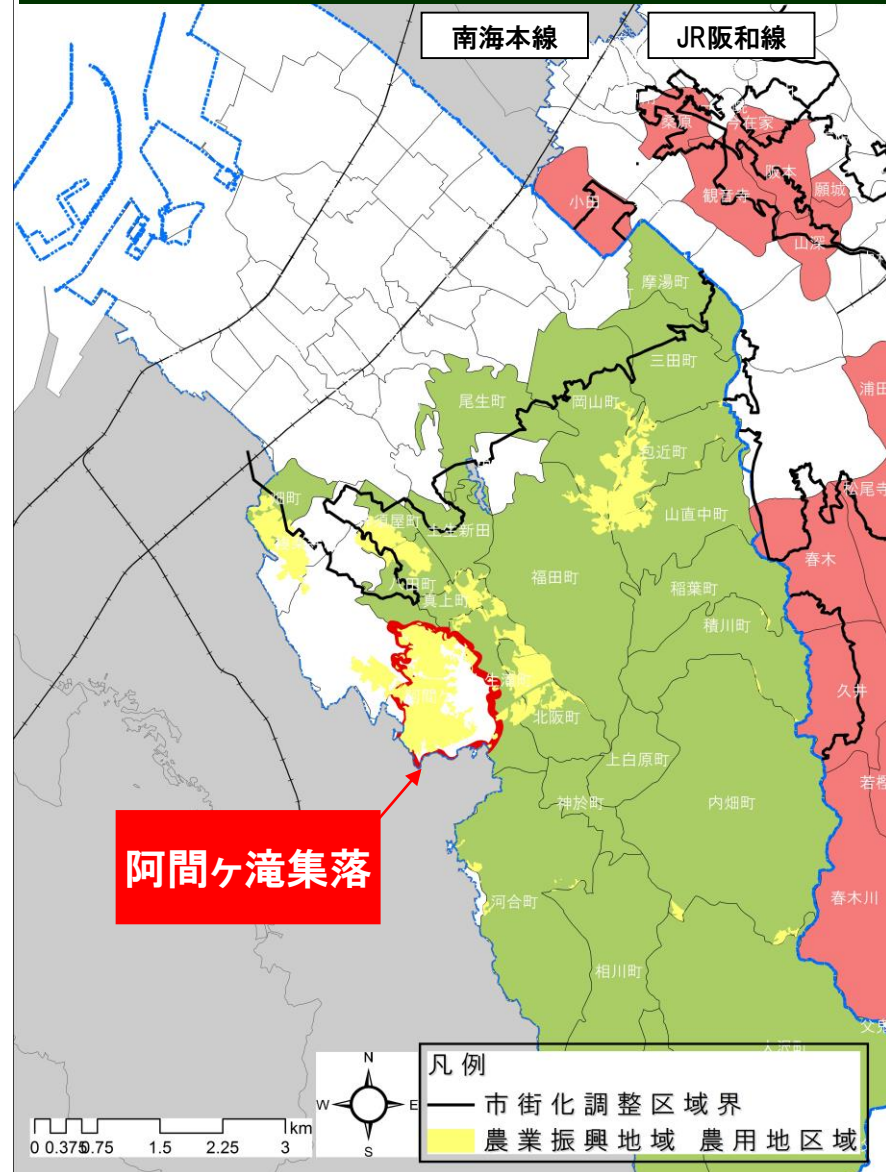 南海本線
JR阪和線
桑原
今在家
阪本
小田
観音寺
願城
山深
摩湯町
三田町
尾生町
岡山町
浦田
包近町
松尾寺
山直中町
土生新田
春木
八田町
福田町
真上町
稲葉町
積川町
久井
北阪町
上白原町
若樫
神於町
内畑町
阿間ヶ滝集落
河合町
春木川
相川町
N
W
E
S
km
0 0.375 0.75 1.5 2.25 3
凡例
市街化調整区域界
農業振興地域 農用地区域